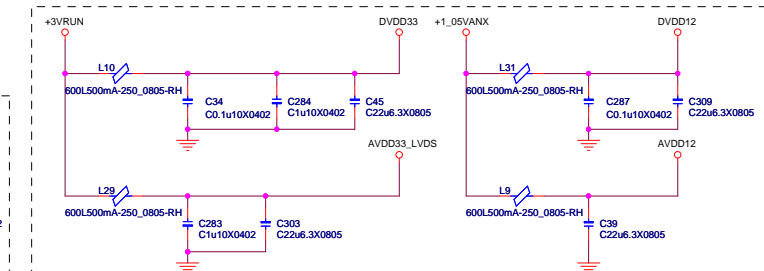 +3VRUN
DVDD33
+1_05VANX
DVDD12
L10
600L500mA-250_0805-RH
C34
C0.1u10X0402
C284
C1u10X0402
C45
C22u6.3X0805
L31
600L500mA-250_0805-RH
C287
C0.1u10X0402
C309
C22u6.3X0805
AVDD33_LVDS
AVDD12
L29
600L500mA-250_0805-RH
C283
C1u10X0402
C303
C22u6.3X0805
L9
600L500mA-250_0805-RH
C39
C22u6.3X0805